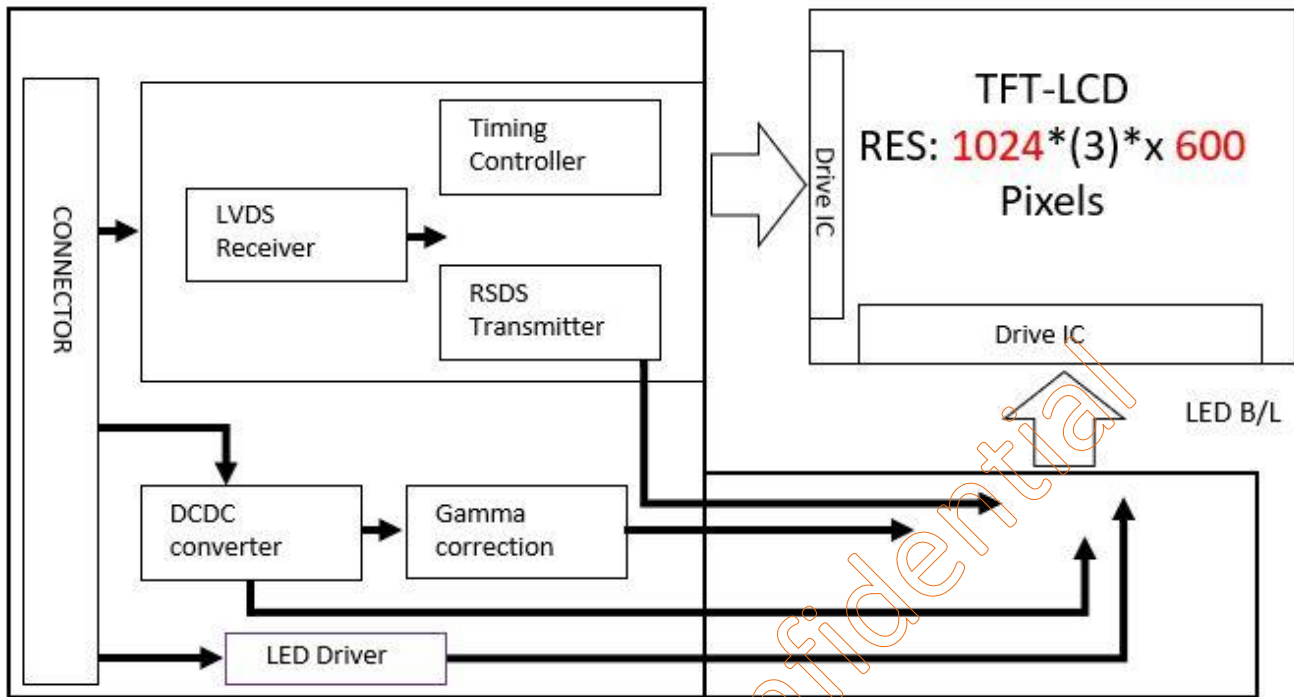 CONNECTOR
Timing
Controller
LVDS
Receiver
RSDS
Transmitter
DCDC
converter
Gamma
correction
LED Driver
Drive IC
TFT-LCD
RES: 1024*(3)*x 600
Pixels
Drive IC
LED B/L
nfidential